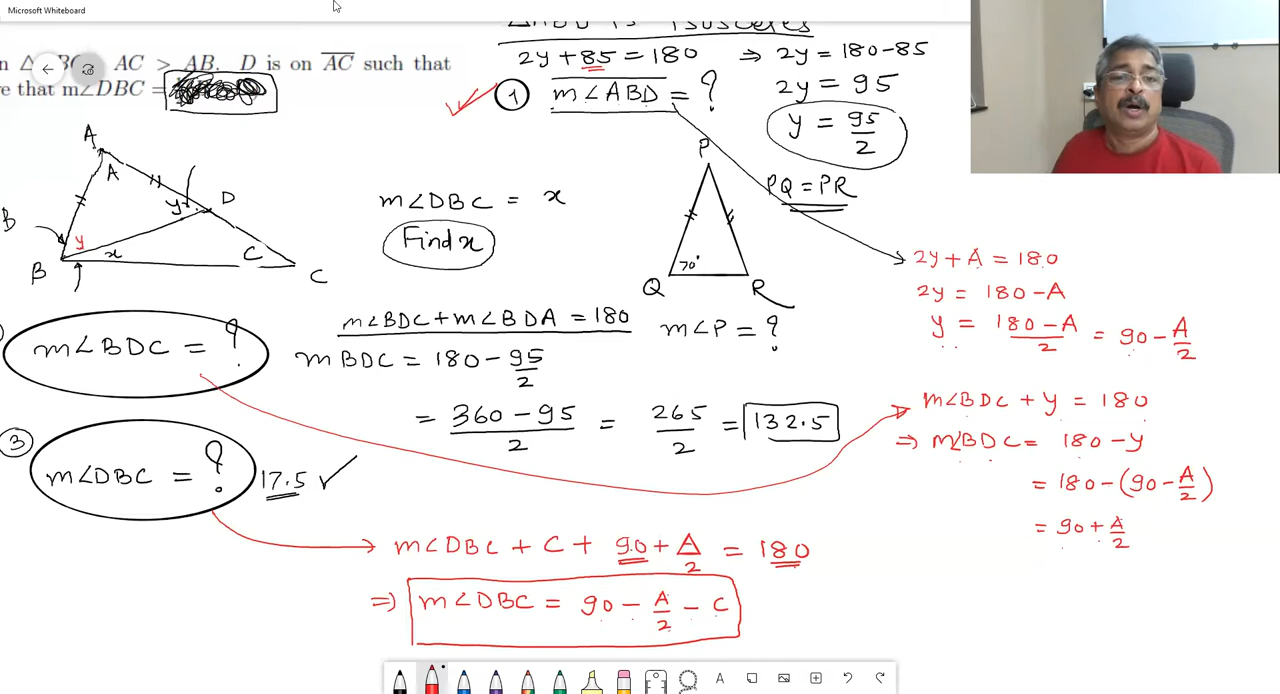 Microsoft Whiteboard
AC > AB. D is on AC such that
that m∠DBC =
2y + 85 = 180 ⇒ 2y = 180-85
1 m∠ABD = ?
2y = 95
y = 95/2
A
A
D
B
y
y
x
C
B
C
m∠DBC = x
Find x
P
PQ = PR
70°
Q
R
m∠P = ?
m∠BDC + m∠BDA = 180
m∠BDC = ?
m BDC = 180 - 95/2
= 360 - 95/2 = 265/2 = 132.5
3
m∠DBC = ? 17.5 ✓
2y + A = 180
2y = 180 - A
y = 180 - A/2 = 90 - A/2
m∠BDC + y = 180
⇒ m∠BDC = 180 - y
= 180 - (90 - A/2)
= 90 + A/2
m∠DBC + C + 90 + A/2 = 180
⇒ m∠DBC = 90 - A/2 - C
A